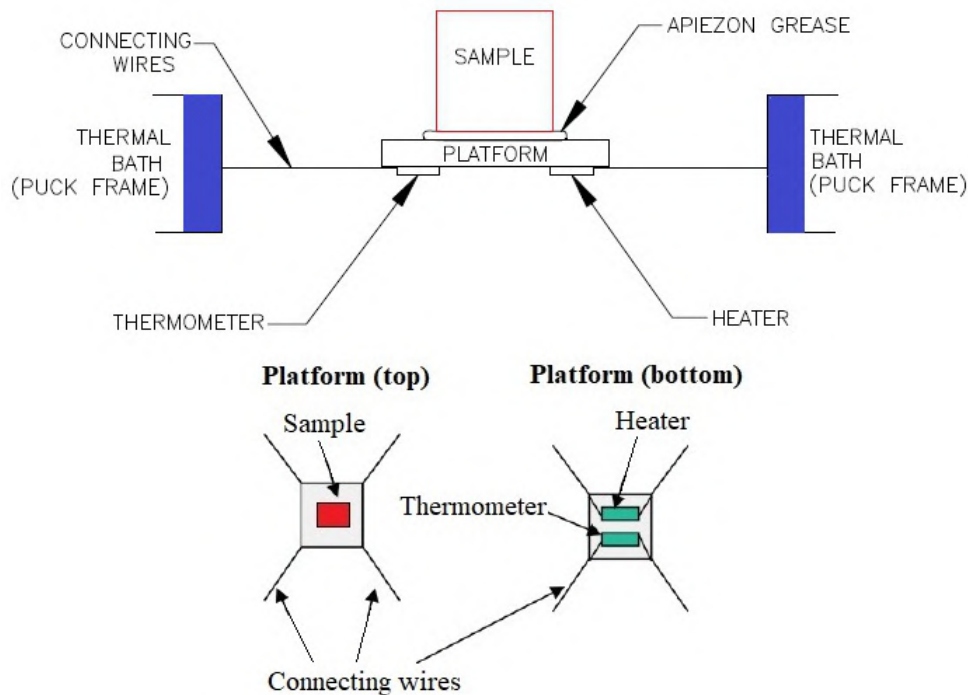 CONNECTING
WIRES
SAMPLE
APIEZON GREASE
THERMAL
BATH
(PUCK FRAME)
PLATFORM
THERMAL
BATH
(PUCK FRAME)
THERMOMETER
HEATER
Platform (top)
Platform (bottom)
Sample
Heater
Thermometer
Connecting wires